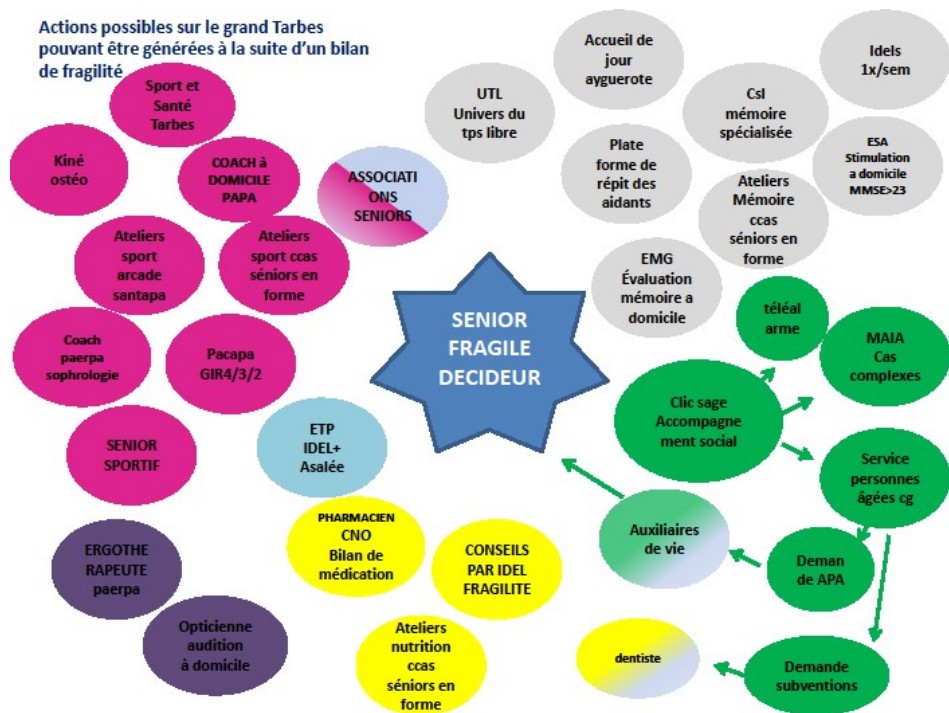 Actions possibles sur le grand Tarbes
pouvant être générées à la suite d'un bilan
de fragilité
Sport et
Santé
Tarbes
Kiné
ostéo
COACH à
DOMICILE
PAPA
ASSOCIATI
ONS
SENIORS
Ateliers
sport
arcade
santapa
Ateliers
sport ccas
séniors en
forme
Coach
paerpa
sophrologie
Pacapa
GIR4/3/2
SENIOR
SPORTIF
UTL
Univers du
tps libre
Accueil de
jour
ayguerote
Idels
1x/sem
Csl
mémoire
spécialisée
Plate
forme de
répit des
aidants
ESA
Stimulation
a domicile
MMSE>23
Ateliers
Mémoire
ccas
séniors en
forme
EMG
Évaluation
mémoire a
domicile
SENIOR
FRAGILE
DECIDEUR
téléal
arme
MAIA
Cas
complexes
Clic sage
Accompagne
ment social
Service
personnes
âgées cg
Auxiliaires
de vie
Deman
de APA
Demande
subventions
dentiste
ETP
IDEL+
Asalée
PHARMACIEN
CNO
Bilan de
médication
CONSEILS
PAR IDEL
FRAGILITE
Ateliers
nutrition
ccas
séniors en
forme
ERGOTHE
RAPEUTE
paerpa
Opticienne
audition
à domicile